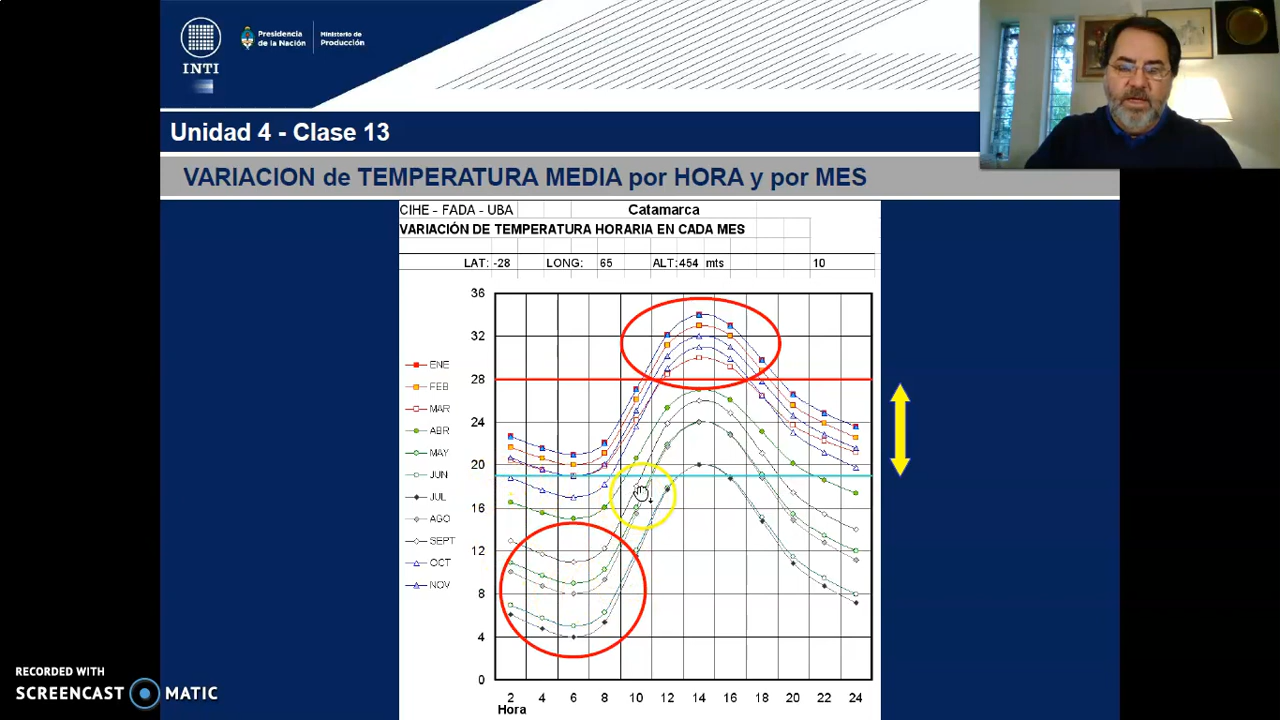 INTI
Presidencia
de la Nación
Ministerio de
Producción
Unidad 4 - Clase 13
VARIACION de TEMPERATURA MEDIA por HORA y por MES
CIHE - FADA - UBA Catamarca
VARIACIÓN DE TEMPERATURA HORARIA EN CADA MES
LAT: -28 LONG: 65 ALT: 454 mts 10
36
32
28
24
20
16
12
8
4
0
ENE
FEB
MAR
ABR
MAY
JUN
JUL
AGO
SEPT
OCT
NOV
2 4 6 8 10 12 14 16 18 20 22 24
Hora
RECORDED WITH
SCREENCAST MATIC